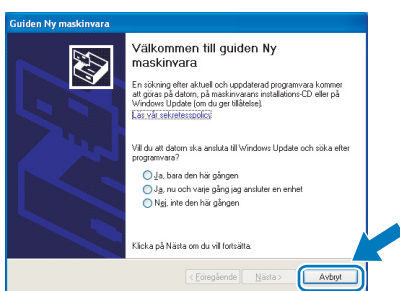 Guiden Ny maskinvara
Välkommen till guiden Ny
maskinvara
En sökning efter aktuell och uppdaterad programvara kommer
att göras på datorn, på maskinvarans installations-CD eller på
Windows Update (om du ger tillåtelse).
Läs vår sekretesspolicy
Vill du att datorn ska ansluta till Windows Update och söka efter
programvara?
Ja, bara den här gången
Ja, nu och varje gång jag ansluter en enhet
Nej, inte den här gången
Klicka på Nästa om du vill fortsätta.
< Föregående Nästa > Avbryt